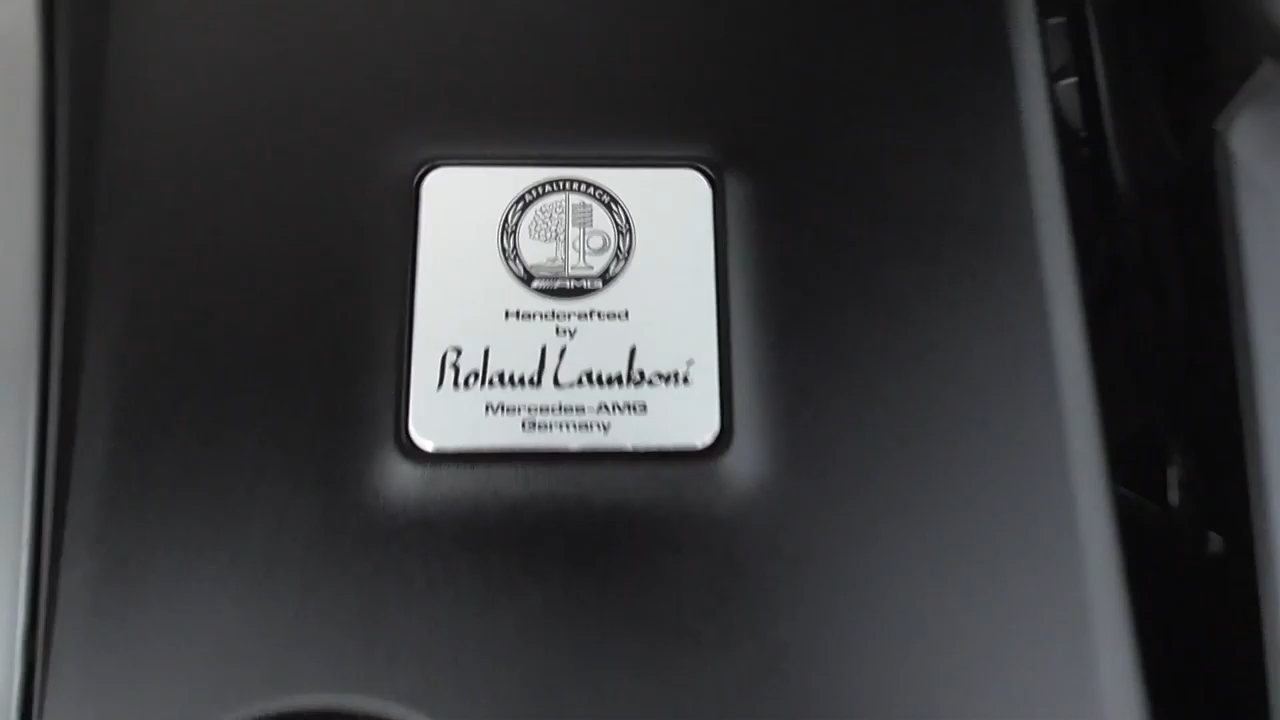 AFFALTERBACH
AMG
Handcrafted
by
Roland Lamboni
Mercedes-AMG
Germany